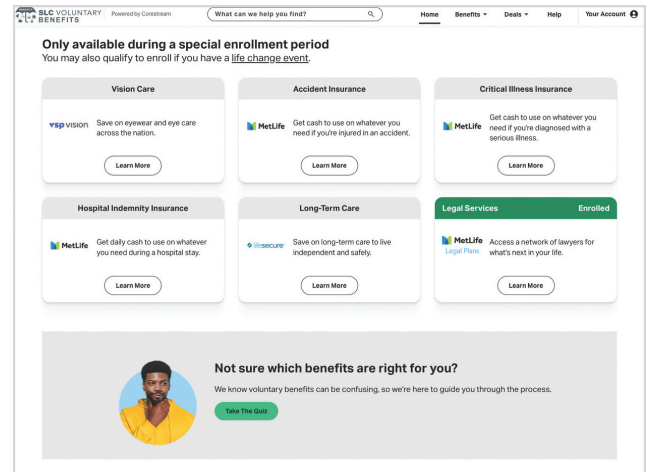 SLC VOLUNTARY BENEFITS Powered by Corestream What can we help you find? Home Benefits Deals Help Your Account
Only available during a special enrollment period
You may also qualify to enroll if you have a life change event.
Vision Care
vsp vision
Save on eyewear and eye care
across the nation.
Learn More
Accident Insurance
MetLife
Get cash to use on whatever you
need if you're injured in an accident.
Learn More
Critical Illness Insurance
MetLife
Get cash to use on whatever you
need if you're diagnosed with a
serious illness.
Learn More
Hospital Indemnity Insurance
MetLife
Get daily cash to use on whatever
you need during a hospital stay.
Learn More
Long-Term Care
lifesecure
Save on long-term care to live
independent and safely.
Learn More
Legal Services Enrolled
MetLife
Legal Plans
Access a network of lawyers for
what's next in your life.
Learn More
Not sure which benefits are right for you?
We know voluntary benefits can be confusing, so we're here to guide you through the process.
Take The Quiz